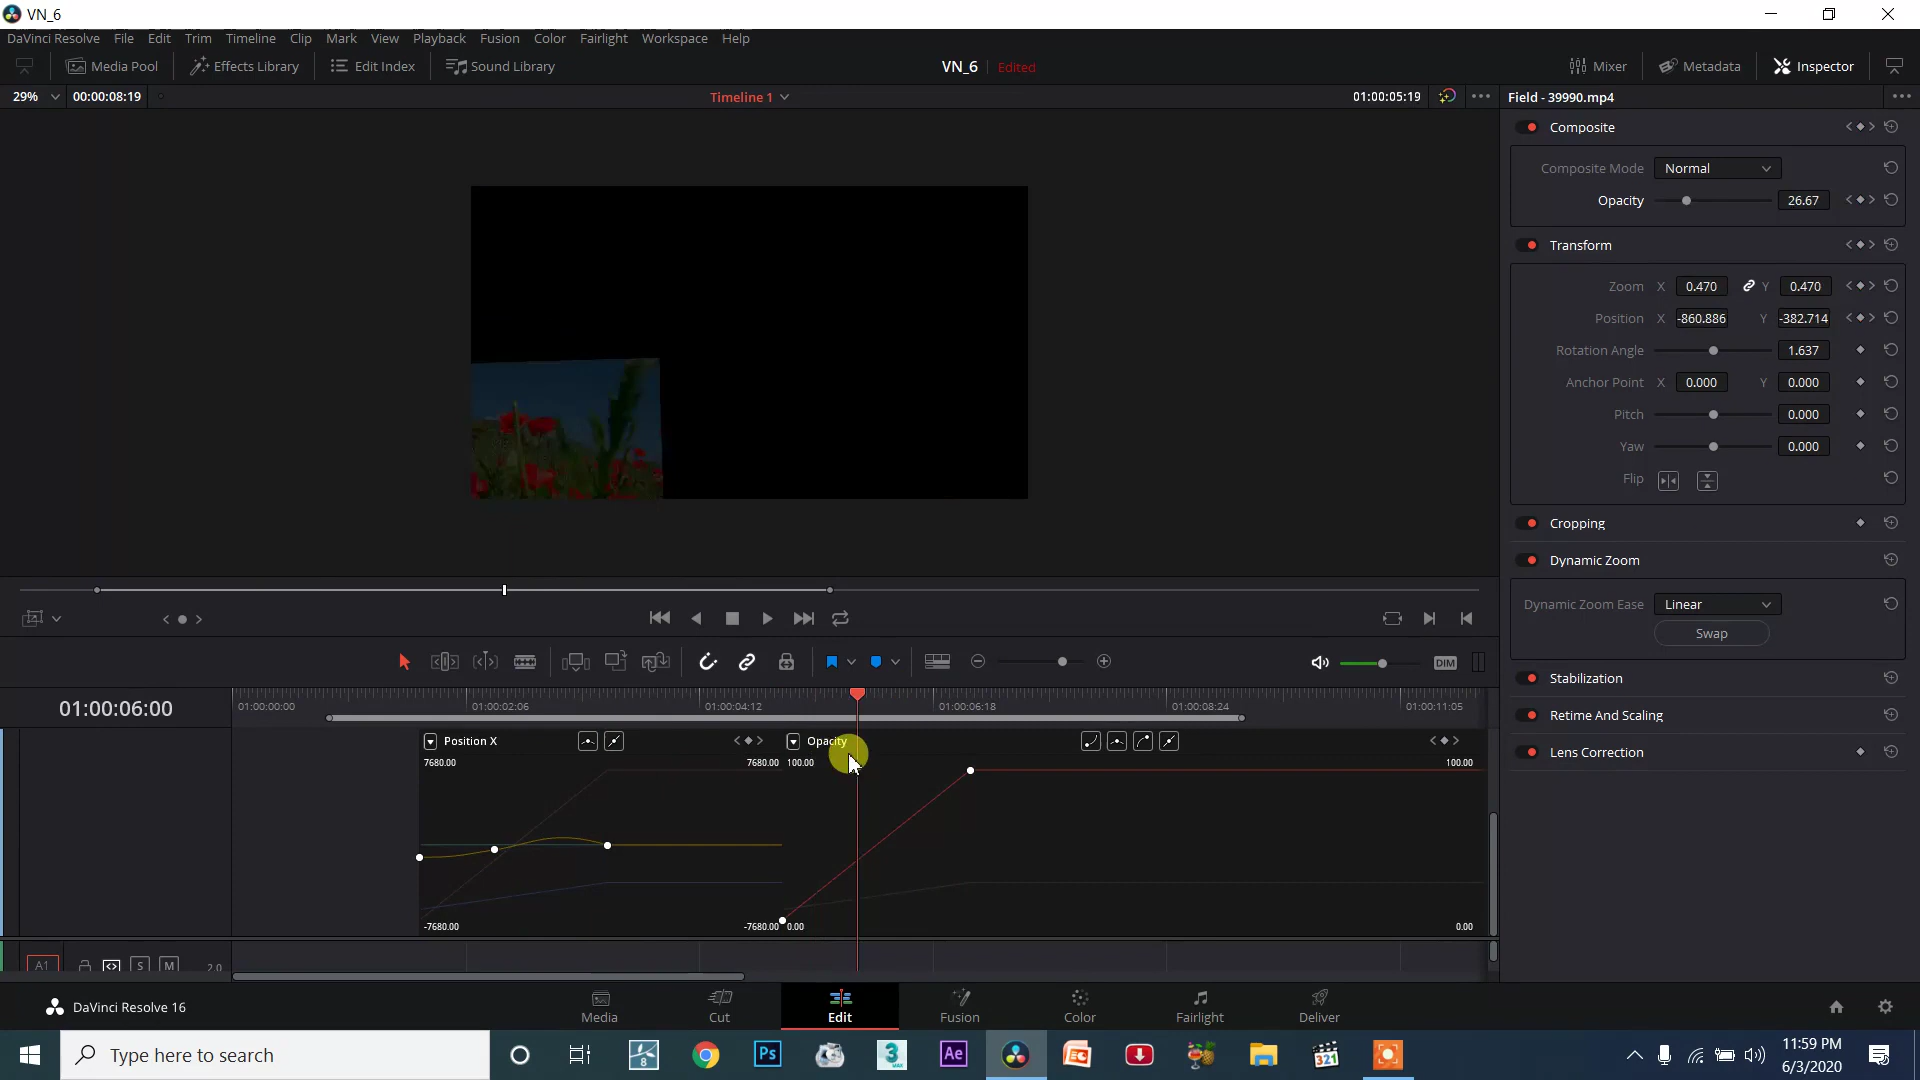 VN_6
DaVinci Resolve File Edit Trim Timeline Clip Mark View Playback Fusion Color Fairlight Workspace Help
Media Pool Effects Library Edit Index Sound Library VN_6 Edited Mixer Metadata Inspector
29% 00:00:08:19 Timeline 1 01:00:05:19 Field - 39990.mp4
Composite
Composite Mode Normal
Opacity 26.67
Transform
Zoom X 0.470 Y 0.470
Position X -860.886 Y -382.714
Rotation Angle 1.637
Anchor Point X 0.000 Y 0.000
Pitch 0.000
Yaw 0.000
Flip
Cropping
Dynamic Zoom
Dynamic Zoom Ease Linear
Swap
Stabilization
Retime And Scaling
Lens Correction
DIM
01:00:06:00
01:00:00:00 01:00:02:06 01:00:04:12 01:00:06:18 01:00:08:24 01:00:11:05
Position X Opacity
7680.00 7680.00 100.00 100.00
-7680.00 -7680.00 0.00 0.00
A1 S M 2.0
DaVinci Resolve 16
Media Cut Edit Fusion Color Fairlight Deliver
Type here to search
8
Ps
3
MAX
Ae
321
11:59 PM
6/3/2020